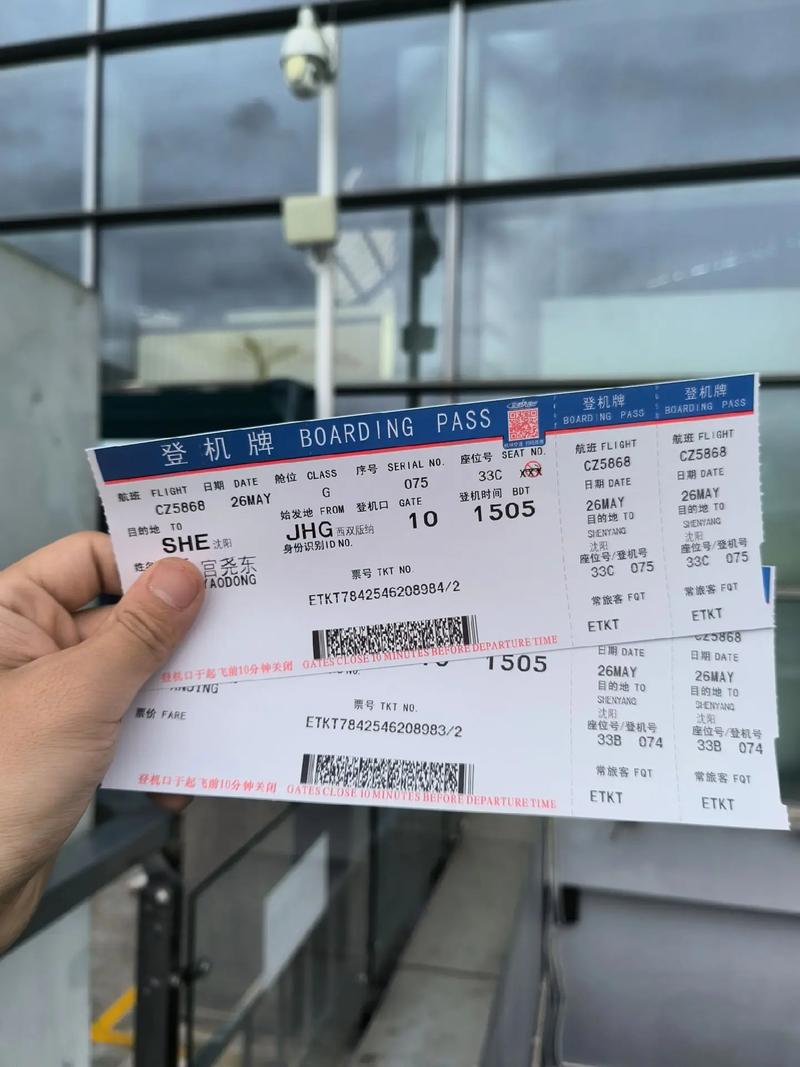 登机牌 BOARDING PASS
航班 FLIGHT 日期 DATE 舱位 CLASS 序号 SERIAL NO. 座位号 SEAT NO.
CZ5868 26MAY G 075 33C
目的地 TO 始发地 FROM 登机口 GATE 登机时间 BDT
SHE 沈阳 JHG 西双版纳 10 1505
身份识别 ID NO.
宫尧东
YAODONG
票号 TKT NO.
ETKT7842546208984/2
登机口于起飞前10分钟关闭 GATES CLOSE 10 MINUTES BEFORE DEPARTURE TIME
登机牌
BOARDING PASS
航班 FLIGHT
CZ5868
日期 DATE
26MAY
目的地 TO
SHENYANG
沈阳
座位号/登机号
33C 075
常旅客 FQT
ETKT
登机牌
BOARDING PASS
航班 FLIGHT
CZ5868
日期 DATE
26MAY
目的地 TO
SHENYANG
沈阳
座位号/登机号
33C 075
常旅客 FQT
ETKT
1505
票价 FARE
票号 TKT NO.
ETKT7842546208983/2
登机口于起飞前10分钟关闭 GATES CLOSE 10 MINUTES BEFORE DEPARTURE TIME
日期 DATE
26MAY
目的地 TO
SHENYANG
沈阳
座位号/登机号
33B 074
常旅客 FQT
ETKT
CZ5868
日期 DATE
26MAY
目的地 TO
SHENYANG
沈阳
座位号/登机号
33B 074
常旅客 FQT
ETKT